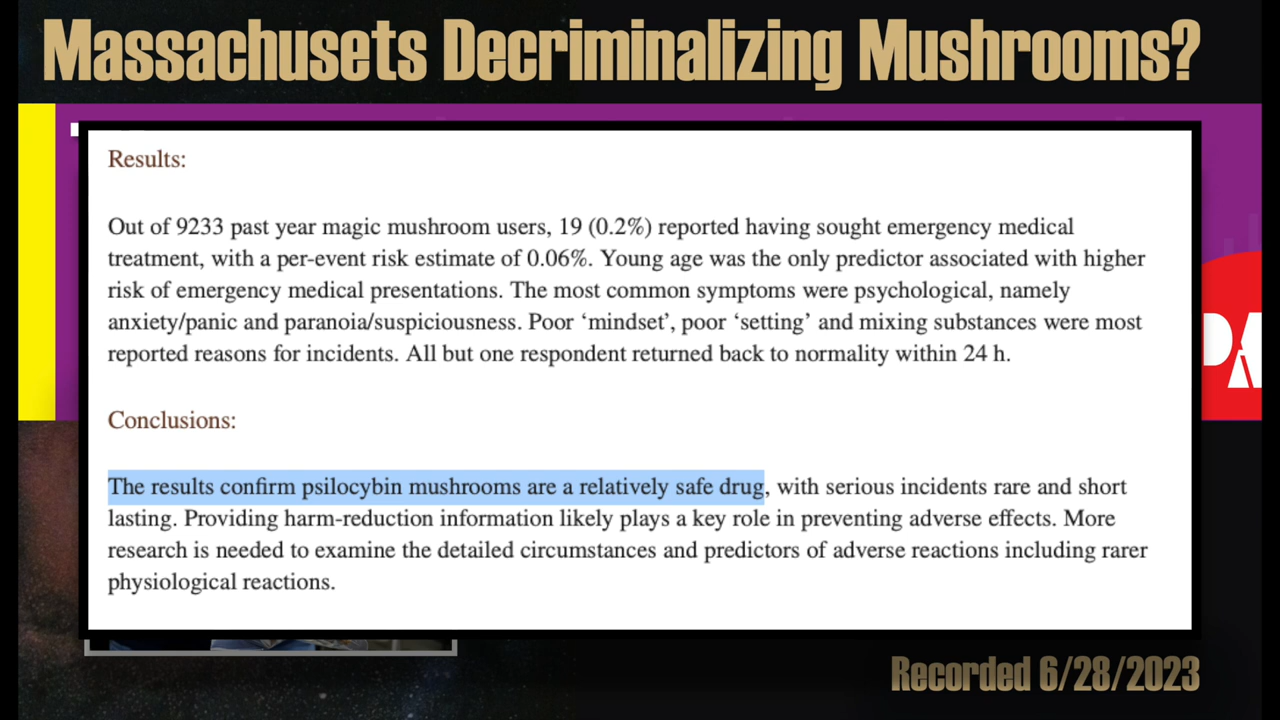 Massachusets Decriminalizing Mushrooms?
Results:
Out of 9233 past year magic mushroom users, 19 (0.2%) reported having sought emergency medical
treatment, with a per-event risk estimate of 0.06%. Young age was the only predictor associated with higher
risk of emergency medical presentations. The most common symptoms were psychological, namely
anxiety/panic and paranoia/suspiciousness. Poor ‘mindset’, poor ‘setting’ and mixing substances were most
reported reasons for incidents. All but one respondent returned back to normality within 24 h.
Conclusions:
The results confirm psilocybin mushrooms are a relatively safe drug, with serious incidents rare and short
lasting. Providing harm-reduction information likely plays a key role in preventing adverse effects. More
research is needed to examine the detailed circumstances and predictors of adverse reactions including rarer
physiological reactions.
Recorded 6/28/2023